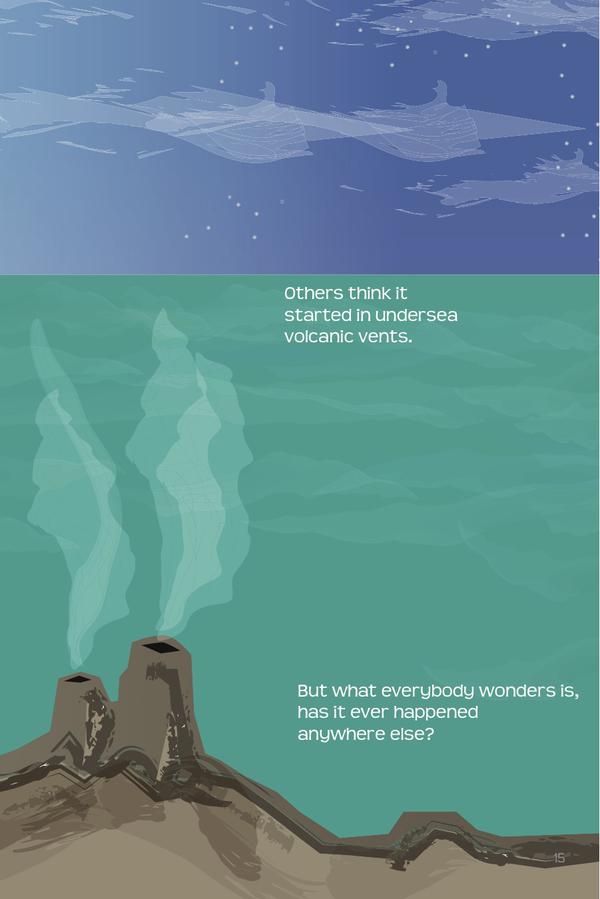 Others think it
started in undersea
volcanic vents.
But what everybody wonders is,
has it ever happened
anywhere else?
15